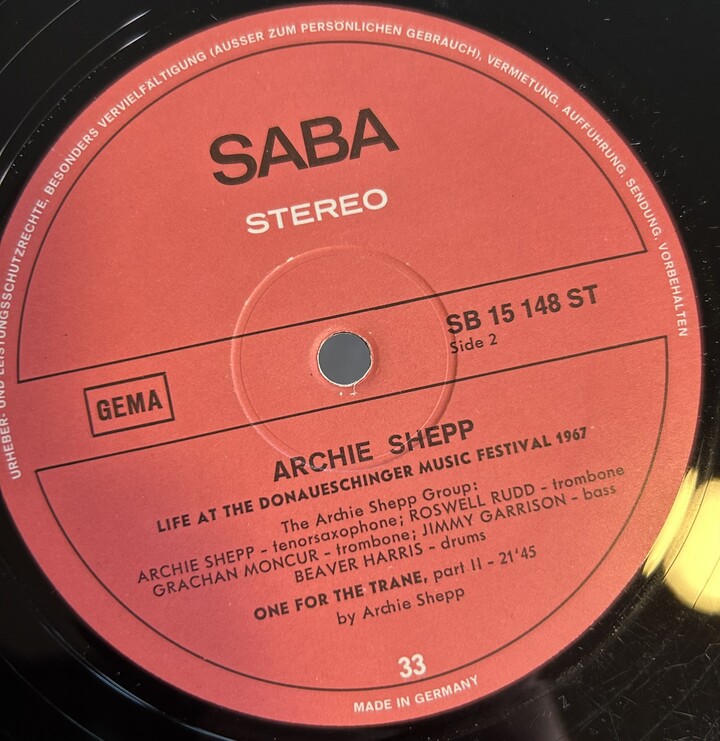 URHEBER- UND LEISTUNGSSCHUTZRECHTE, BESONDERS VERVIELFÄLTIGUNG (AUSSER ZUM PERSÖNLICHEN GEBRAUCH), VERMIETUNG, AUFFÜHRUNG, SENDUNG, VORBEHALTEN
SABA
STEREO
SB 15 148 ST
Side 2
GEMA
ARCHIE SHEPP
LIFE AT THE DONAUESCHINGER MUSIC FESTIVAL 1967
The Archie Shepp Group:
ARCHIE SHEPP - tenorsaxophone; ROSWELL RUDD - trombone
GRACHAN MONCUR - trombone; JIMMY GARRISON - bass
BEAVER HARRIS - drums
ONE FOR THE TRANE, part II - 21'45
by Archie Shepp
33
MADE IN GERMANY